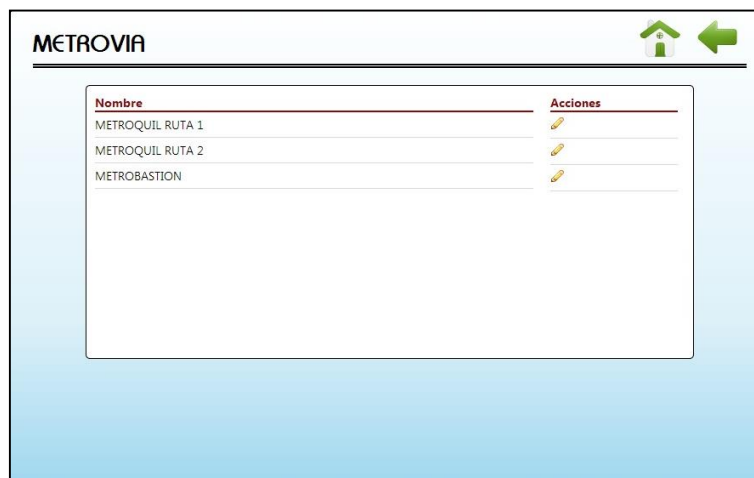 METROVIA
Nombre Acciones
METROQUIL RUTA 1
METROQUIL RUTA 2
METROBASTION